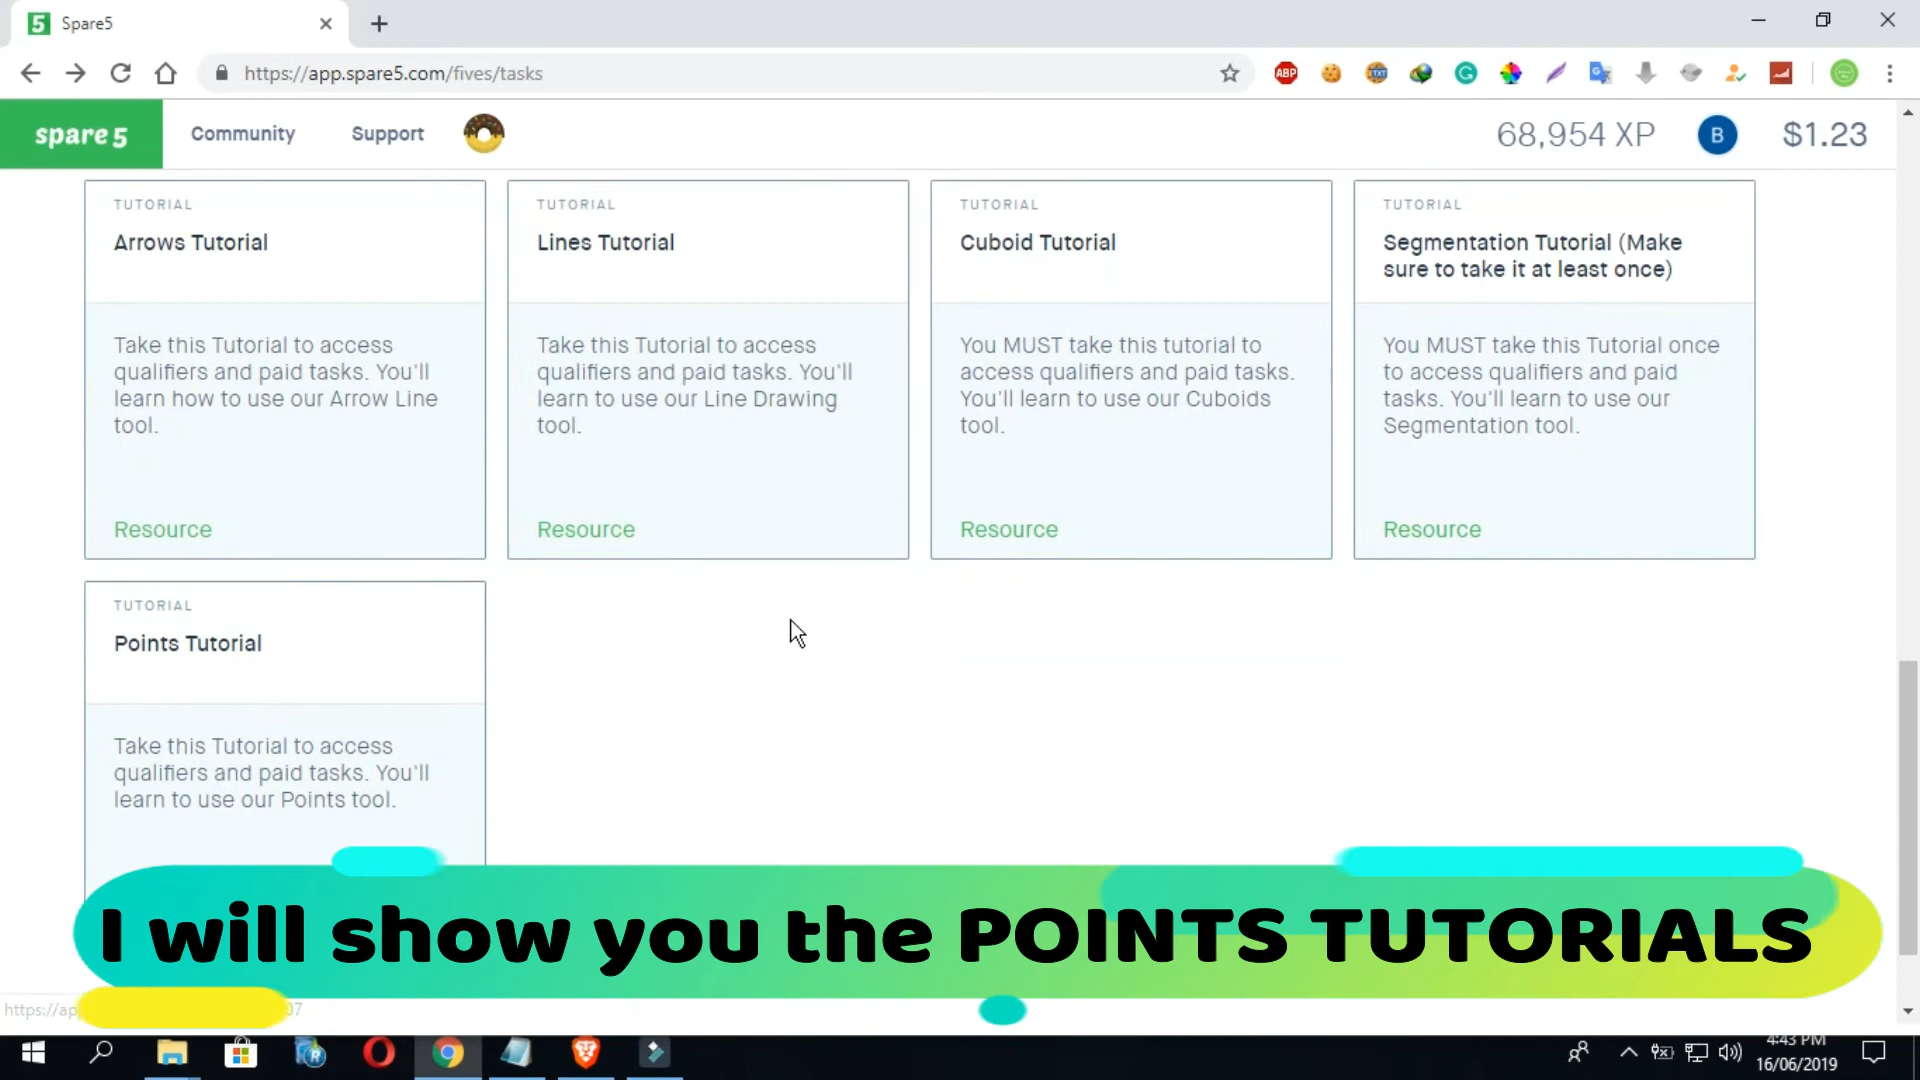 5 Spare5
https://app.spare5.com/fives/tasks
ABP
TXT
spare5
Community
Support
68,954 XP
B
$1.23
TUTORIAL
Arrows Tutorial
Take this Tutorial to access
qualifiers and paid tasks. You'll
learn how to use our Arrow Line
tool.
Resource
TUTORIAL
Lines Tutorial
Take this Tutorial to access
qualifiers and paid tasks. You'll
learn to use our Line Drawing
tool.
Resource
TUTORIAL
Cuboid Tutorial
You MUST take this tutorial to
access qualifiers and paid tasks.
You'll learn to use our Cuboids
tool.
Resource
TUTORIAL
Segmentation Tutorial (Make
sure to take it at least once)
You MUST take this Tutorial once
to access qualifiers and paid
tasks. You'll learn to use our
Segmentation tool.
Resource
TUTORIAL
Points Tutorial
Take this Tutorial to access
qualifiers and paid tasks. You'll
learn to use our Points tool.
I will show you the POINTS TUTORIALS
4:43 PM
16/06/2019